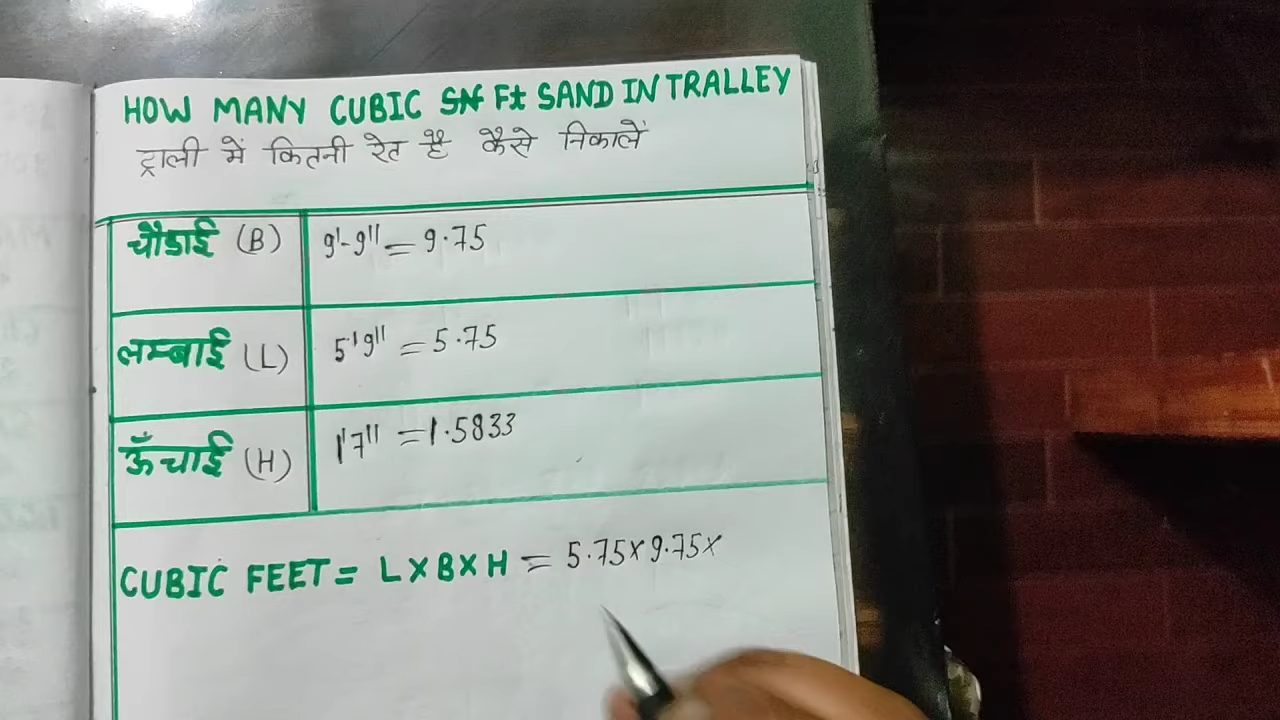 HOW MANY CUBIC Ft SAND IN TRALLEY
ट्राली में कितनी रेत है कैसे निकालें
चौडाई (B) 9'-9" = 9.75
लम्बाई (L) 5'9" = 5.75
ऊँचाई (H) 1'7" = 1.5833
CUBIC FEET = L X B X H = 5.75 X 9.75 X